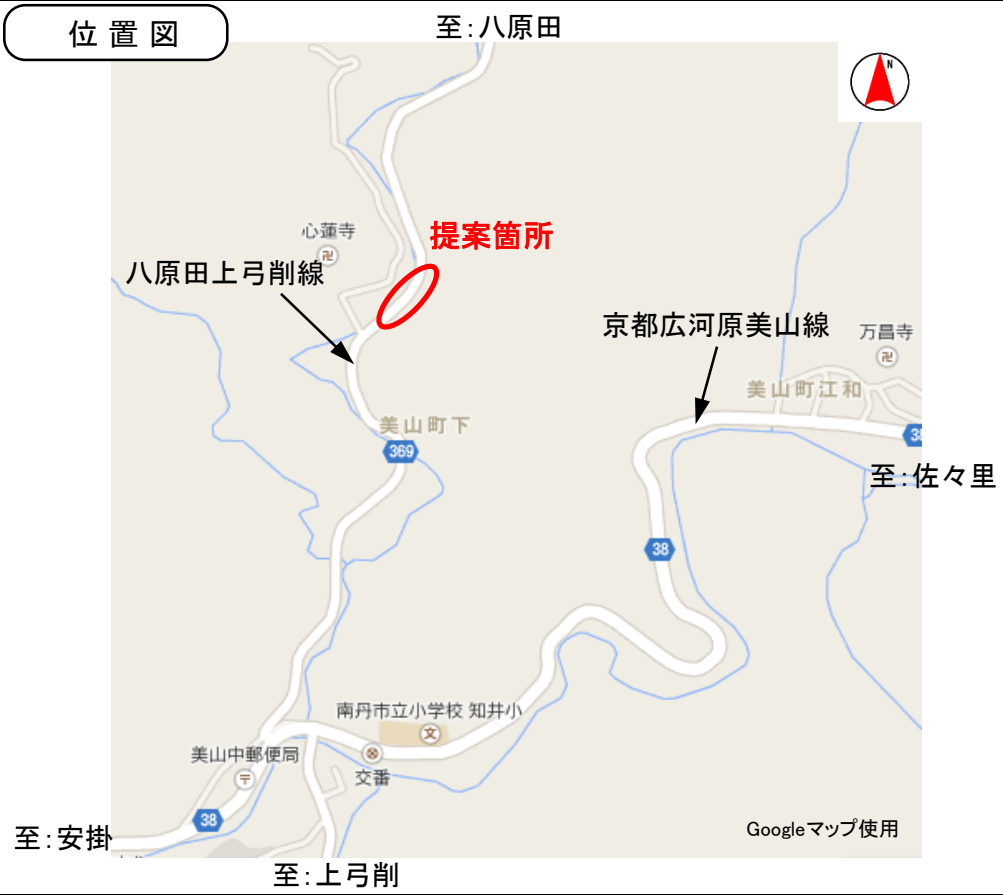 位置図
至：八原田
N
心蓮寺
提案箇所
八原田上弓削線
京都広河原美山線
万昌寺
美山町江和
美山町下
369
38
至：佐々里
38
南丹市立小学校 知井小
文
美山中郵便局
〒
交番
38
至：安掛
Googleマップ使用
至：上弓削